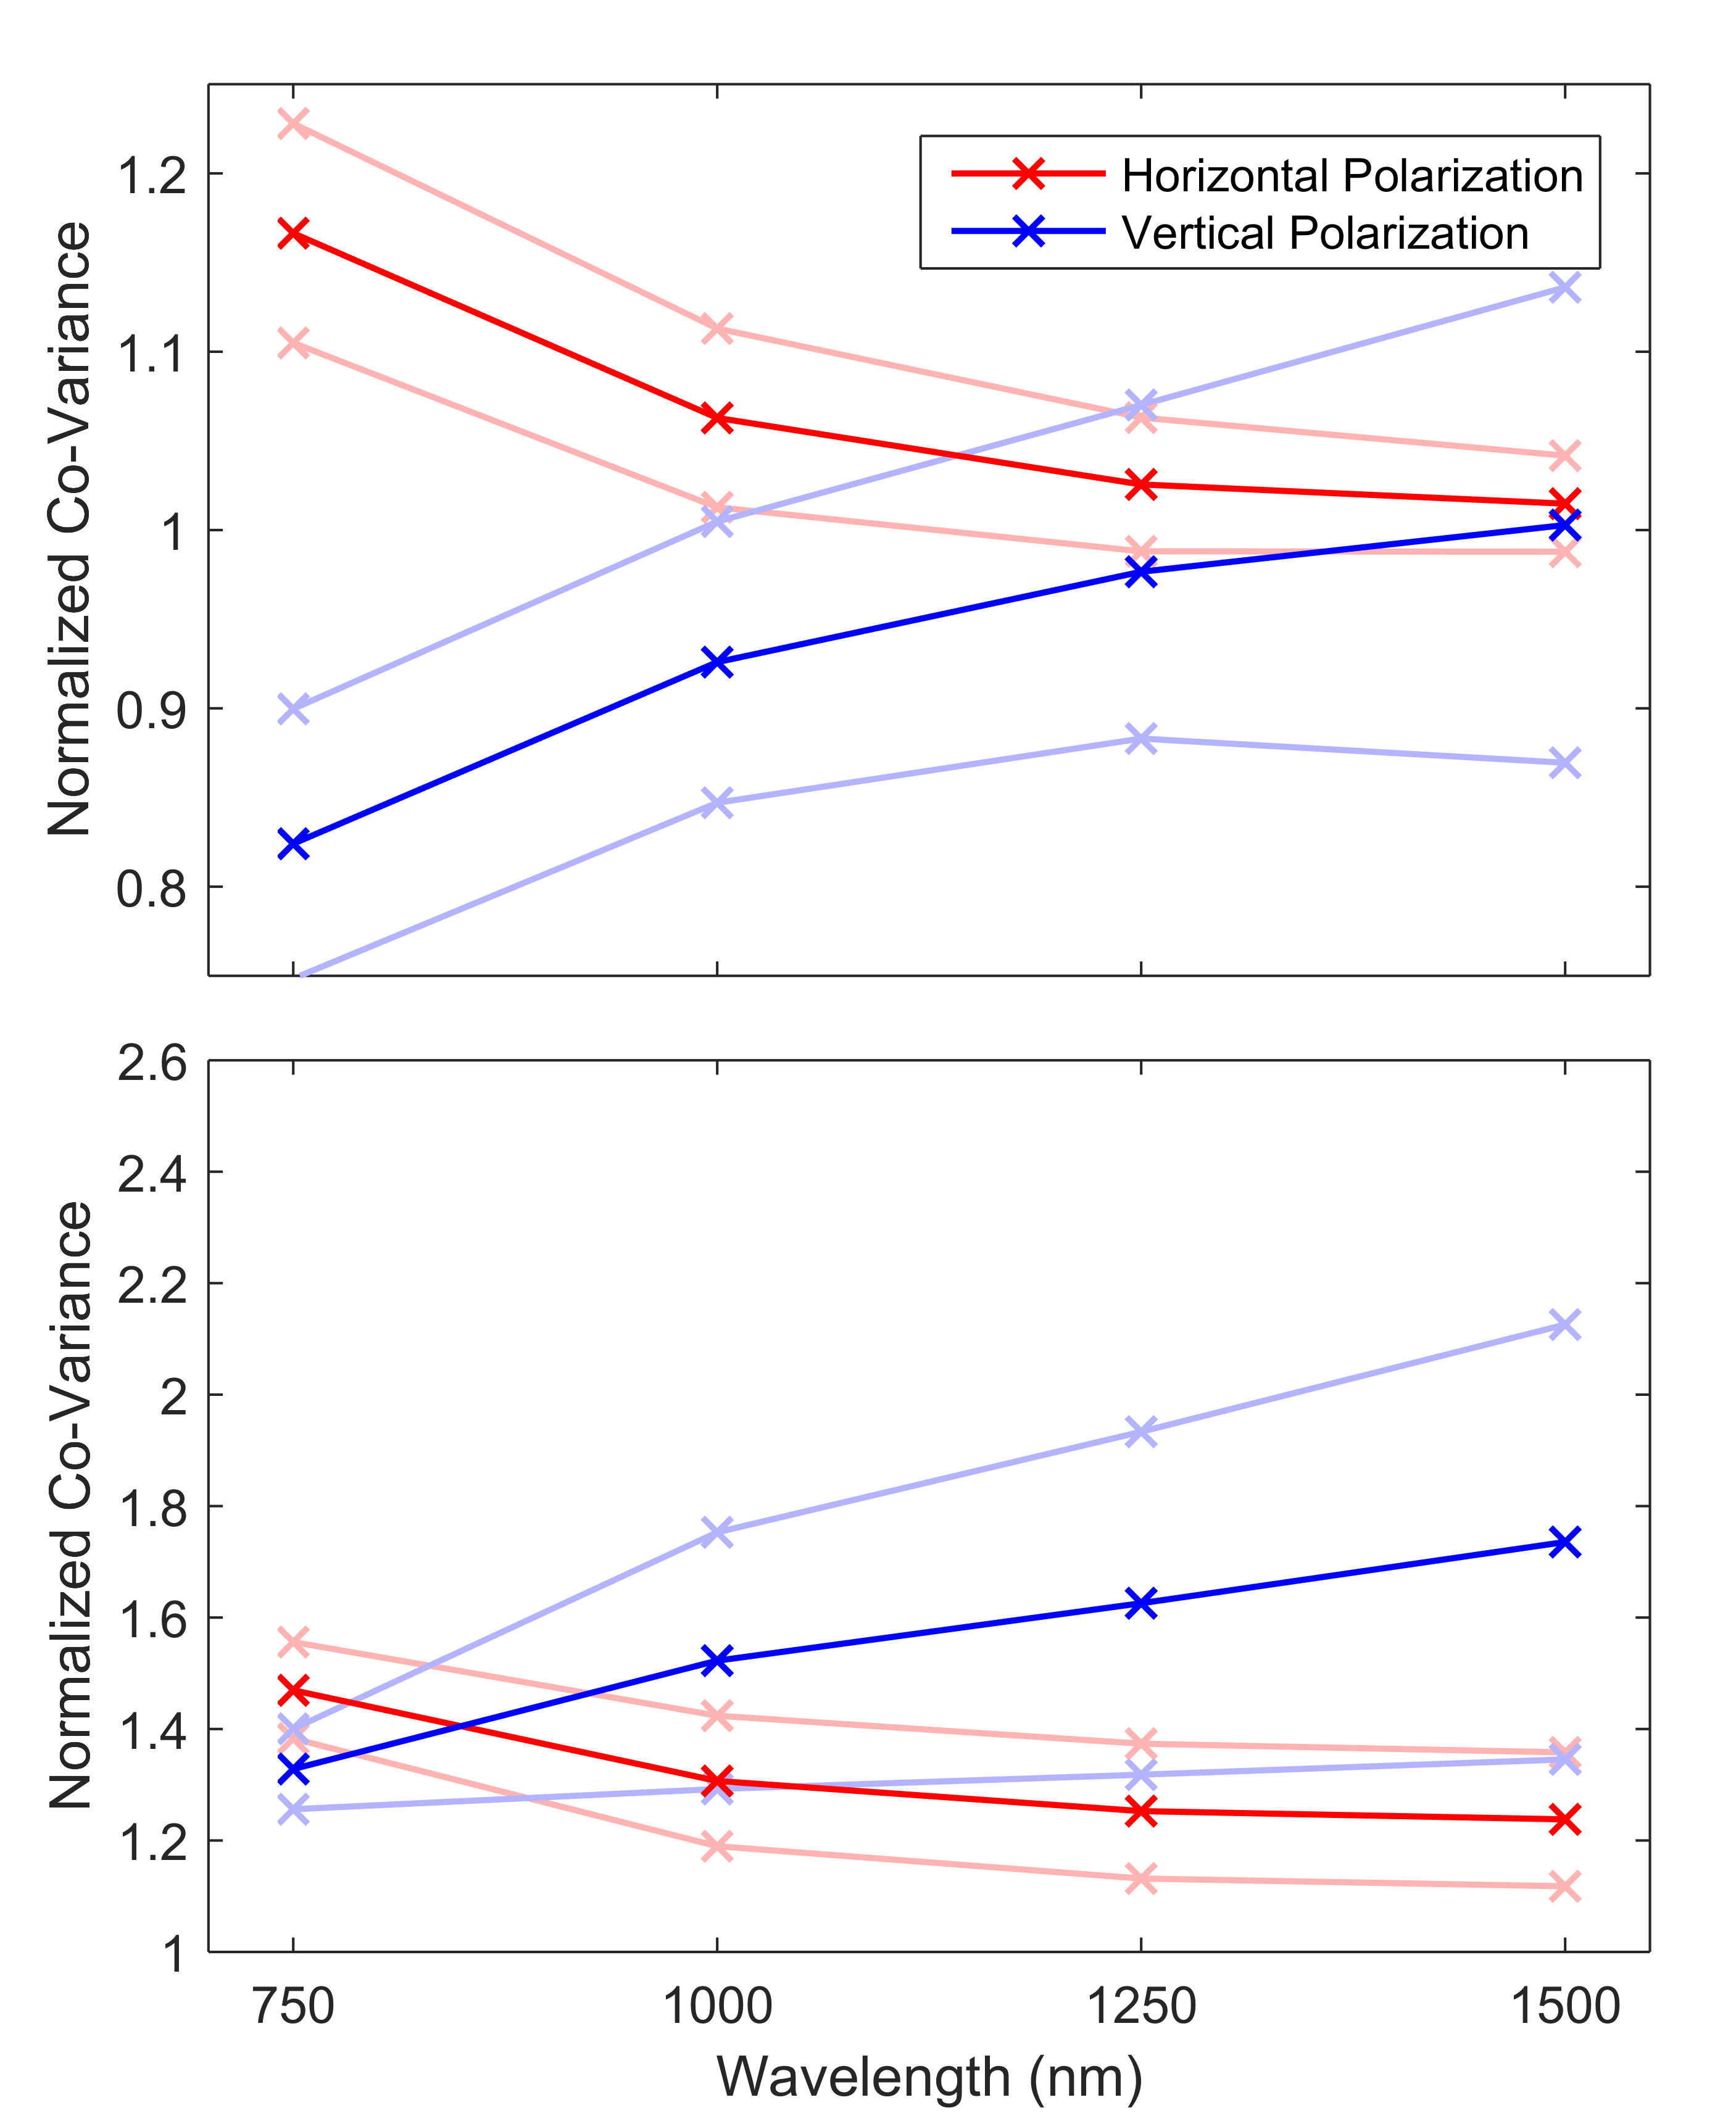 Normalized Co-Variance
1.2
1.1
1
0.9
0.8
Horizontal Polarization
Vertical Polarization
Normalized Co-Variance
2.6
2.4
2.2
2
1.8
1.6
1.4
1.2
1
750 1000 1250 1500
Wavelength (nm)